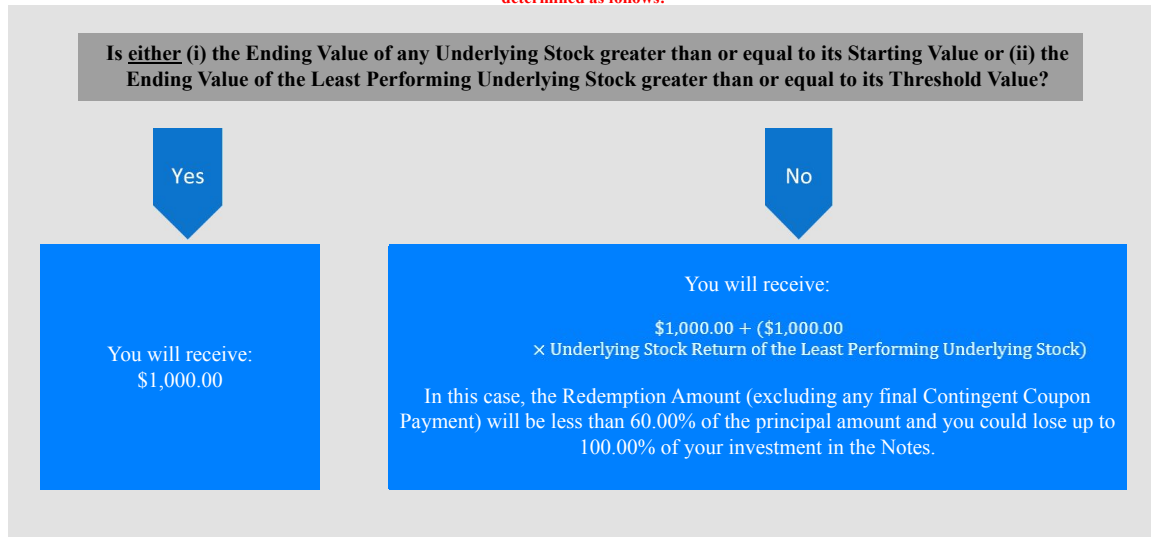 determined as follows:
Is either (i) the Ending Value of any Underlying Stock greater than or equal to its Starting Value or (ii) the
Ending Value of the Least Performing Underlying Stock greater than or equal to its Threshold Value?
Yes
No
You will receive:
$1,000.00
You will receive:
$1,000.00 + ($1,000.00
× Underlying Stock Return of the Least Performing Underlying Stock)
In this case, the Redemption Amount (excluding any final Contingent Coupon
Payment) will be less than 60.00% of the principal amount and you could lose up to
100.00% of your investment in the Notes.